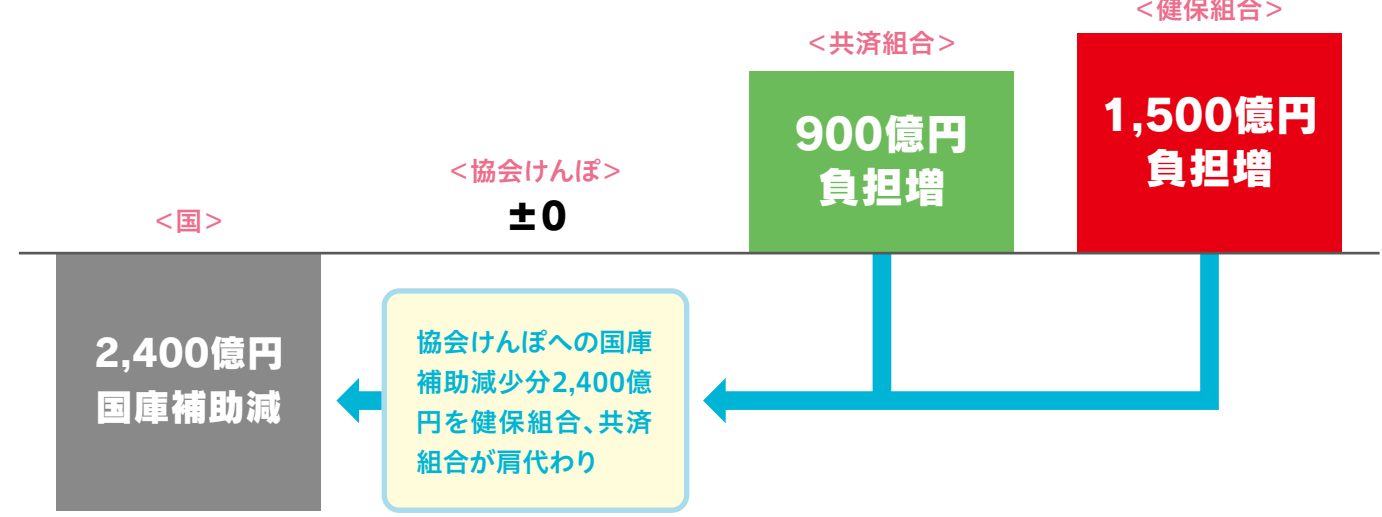 <国>
2,400億円
国庫補助減
<協会けんぽ>
±0
<共済組合>
900億円
負担増
<健保組合>
1,500億円
負担増
協会けんぽへの国庫
補助減少分2,400億
円を健保組合、共済
組合が肩代わり